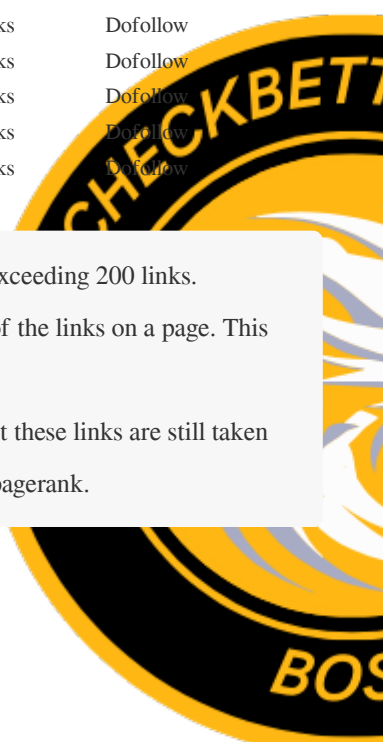 ks Dofollow
ks Dofollow
ks Dofollow
ks Dofollow
ks Dofollow
CHECKBETT
xceeding 200 links.
of the links on a page. This
t these links are still taken
pagerank.
BOS